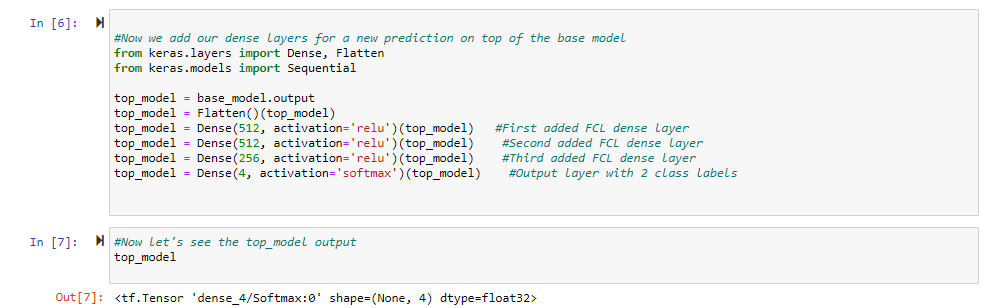 In [6]:
#Now we add our dense layers for a new prediction on top of the base model
from keras.layers import Dense, Flatten
from keras.models import Sequential
top_model = base_model.output
top_model = Flatten()(top_model)
top_model = Dense(512, activation='relu')(top_model)   #First added FCL dense layer
top_model = Dense(512, activation='relu')(top_model)    #Second added FCL dense layer
top_model = Dense(256, activation='relu')(top_model)    #Third added FCL dense layer
top_model = Dense(4, activation='softmax')(top_model)    #Output layer with 2 class labels
In [7]:
#Now let's see the top_model output
top_model
Out[7]: <tf.Tensor 'dense_4/Softmax:0' shape=(None, 4) dtype=float32>